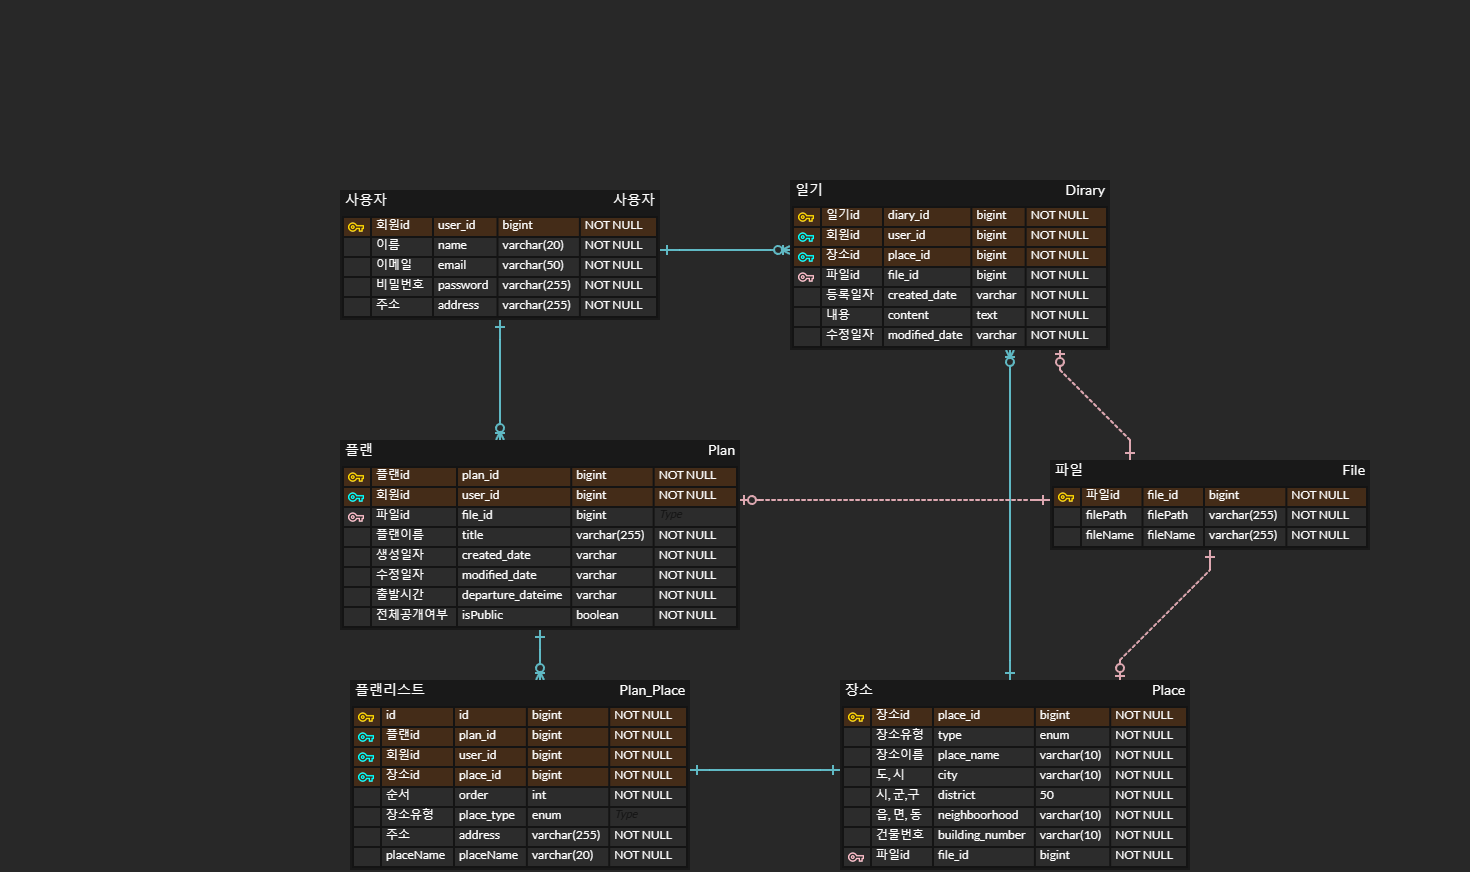 사용자 사용자
회원id user_id bigint NOT NULL
이름 name varchar(20) NOT NULL
이메일 email varchar(50) NOT NULL
비밀번호 password varchar(255) NOT NULL
주소 address varchar(255) NOT NULL
일기 Dirary
일기id diary_id bigint NOT NULL
회원id user_id bigint NOT NULL
장소id place_id bigint NOT NULL
파일id file_id bigint NOT NULL
등록일자 created_date varchar NOT NULL
내용 content text NOT NULL
수정일자 modified_date varchar NOT NULL
플랜 Plan
플랜id plan_id bigint NOT NULL
회원id user_id bigint NOT NULL
파일id file_id bigint Type
플랜이름 title varchar(255) NOT NULL
생성일자 created_date varchar NOT NULL
수정일자 modified_date varchar NOT NULL
출발시간 departure_dateime varchar NOT NULL
전체공개여부 isPublic boolean NOT NULL
파일 File
파일id file_id bigint NOT NULL
filePath filePath varchar(255) NOT NULL
fileName fileName varchar(255) NOT NULL
플랜리스트 Plan_Place
id id bigint NOT NULL
플랜id plan_id bigint NOT NULL
회원id user_id bigint NOT NULL
장소id place_id bigint NOT NULL
순서 order int NOT NULL
장소유형 place_type enum Type
주소 address varchar(255) NOT NULL
placeName placeName varchar(20) NOT NULL
장소 Place
장소id place_id bigint NOT NULL
장소유형 type enum NOT NULL
장소이름 place_name varchar(10) NOT NULL
도, 시 city varchar(10) NOT NULL
시, 군,구 district 50 NOT NULL
읍, 면, 동 neighboorhood varchar(10) NOT NULL
건물번호 building_number varchar(10) NOT NULL
파일id file_id bigint NOT NULL